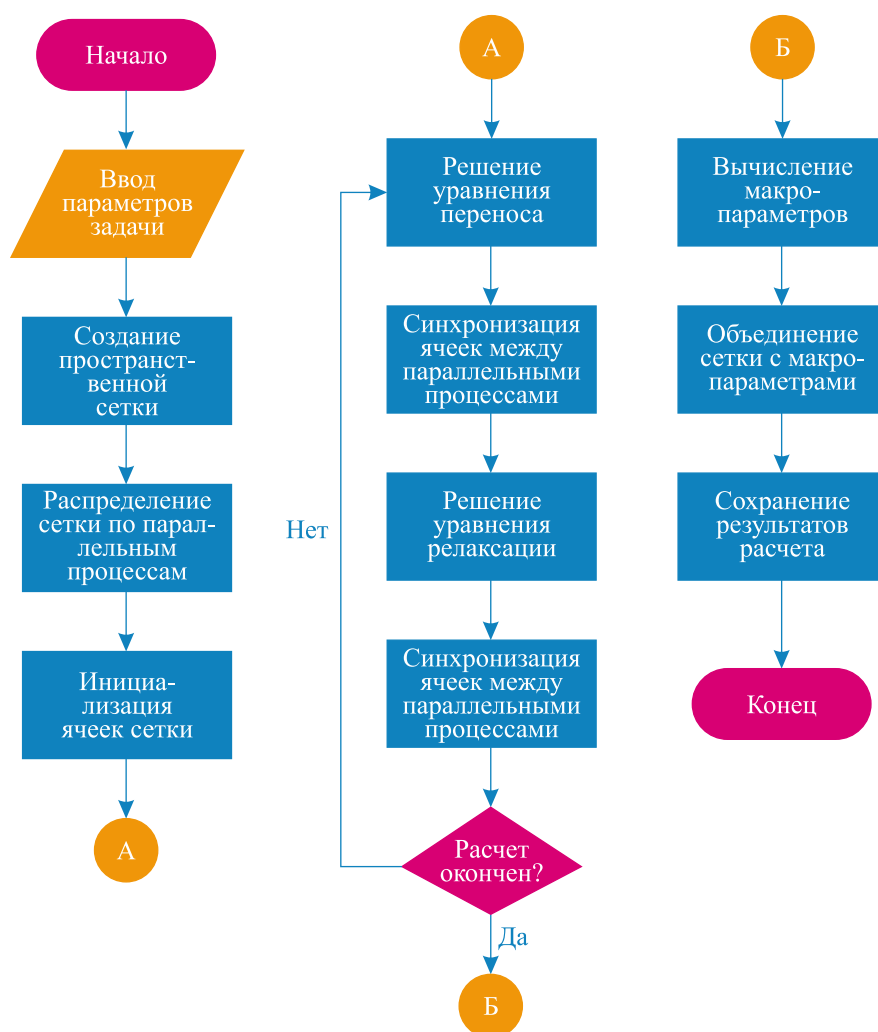 Начало
Ввод
параметров
задачи
Создание
пространст-
венной
сетки
Распределение
сетки по парал-
лельным
процессам
Инициа-
лизация
ячеек сетки
А
А
Решение
уравнения
переноса
Синхронизация
ячеек между
параллельными
процессами
Решение
уравнения
релаксации
Синхронизация
ячеек между
параллельными
процессами
Расчет
окончен?
Нет
Да
Б
Б
Вычисление
макро-
параметров
Объединение
сетки с макро-
параметрами
Сохранение
результатов
расчета
Конец